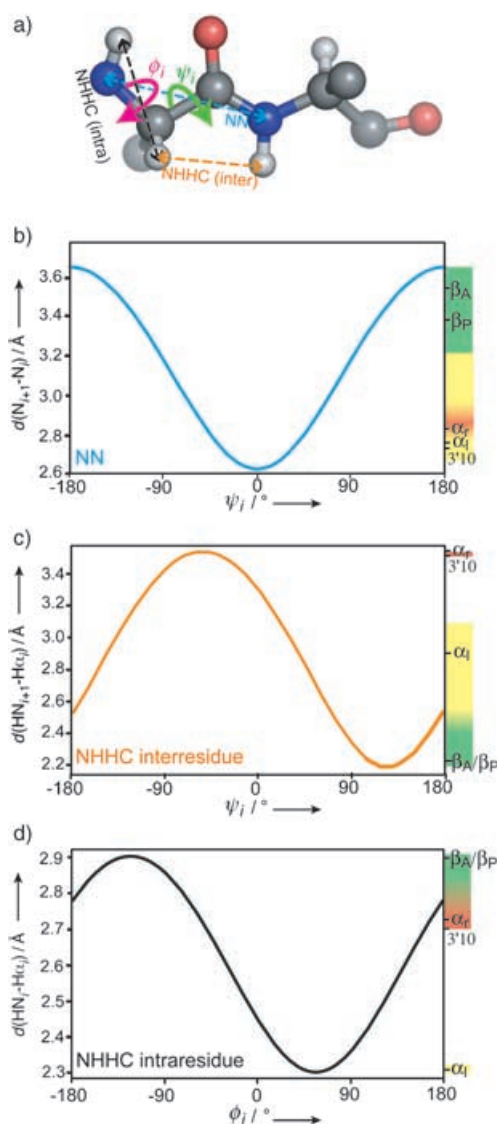 a)
ϕi ψi
NHHC (intra)
NN
NHHC (inter)
b)
d(Ni+1-Ni) / Å
3.6
3.4
3.2
3.0
2.8
2.6
NN
-180 -90 0 90 180
ψi / °
βA
βP
αr
αl
3'10
c)
d(HNi+1-Hαi) / Å
3.4
3.2
3.0
2.8
2.6
2.4
2.2
NHHC interresidue
-180 -90 0 90 180
ψi / °
αr
3'10
αl
βA/βP
d)
d(HNi-Hαi) / Å
2.9
2.8
2.7
2.6
2.5
2.4
2.3
NHHC intraresidue
-180 -90 0 90 180
ϕi / °
βA/βP
αr
3'10
αl